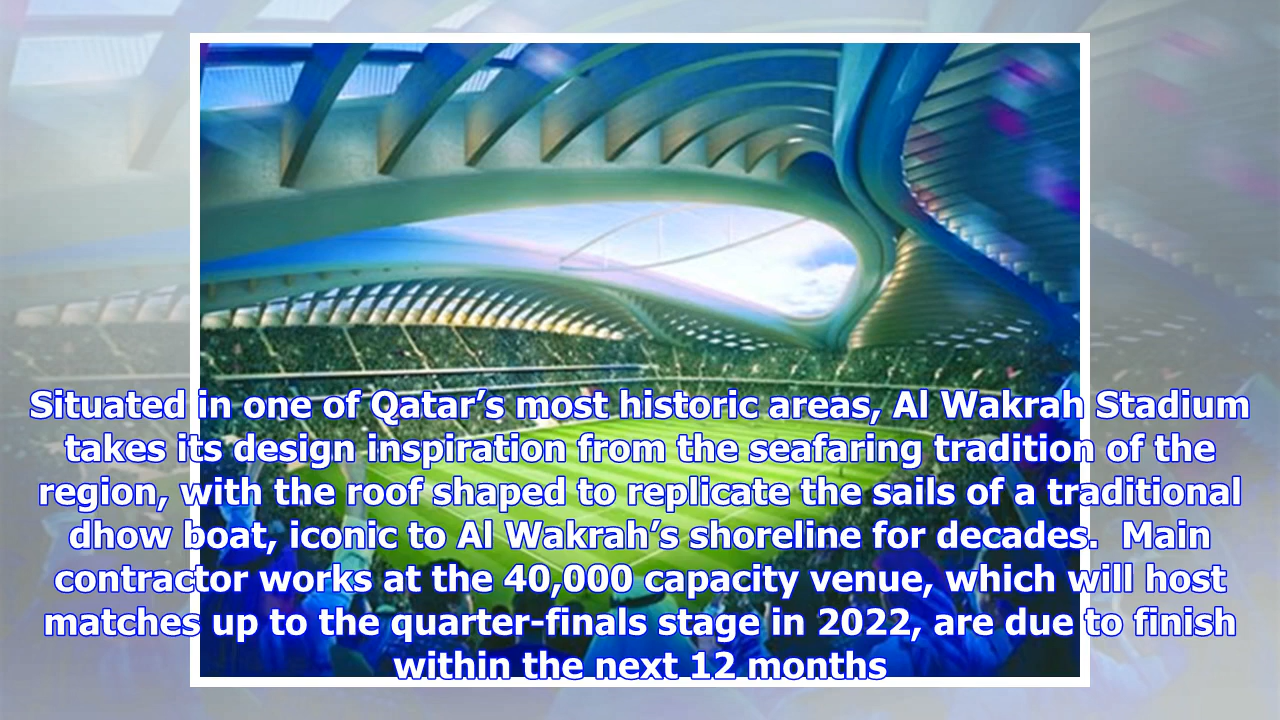 Situated in one of Qatar’s most historic areas, Al Wakrah Stadium
takes its design inspiration from the seafaring tradition of the
region, with the roof shaped to replicate the sails of a traditional
dhow boat, iconic to Al Wakrah’s shoreline for decades.  Main
contractor works at the 40,000 capacity venue, which will host
matches up to the quarter-finals stage in 2022, are due to finish
within the next 12 months